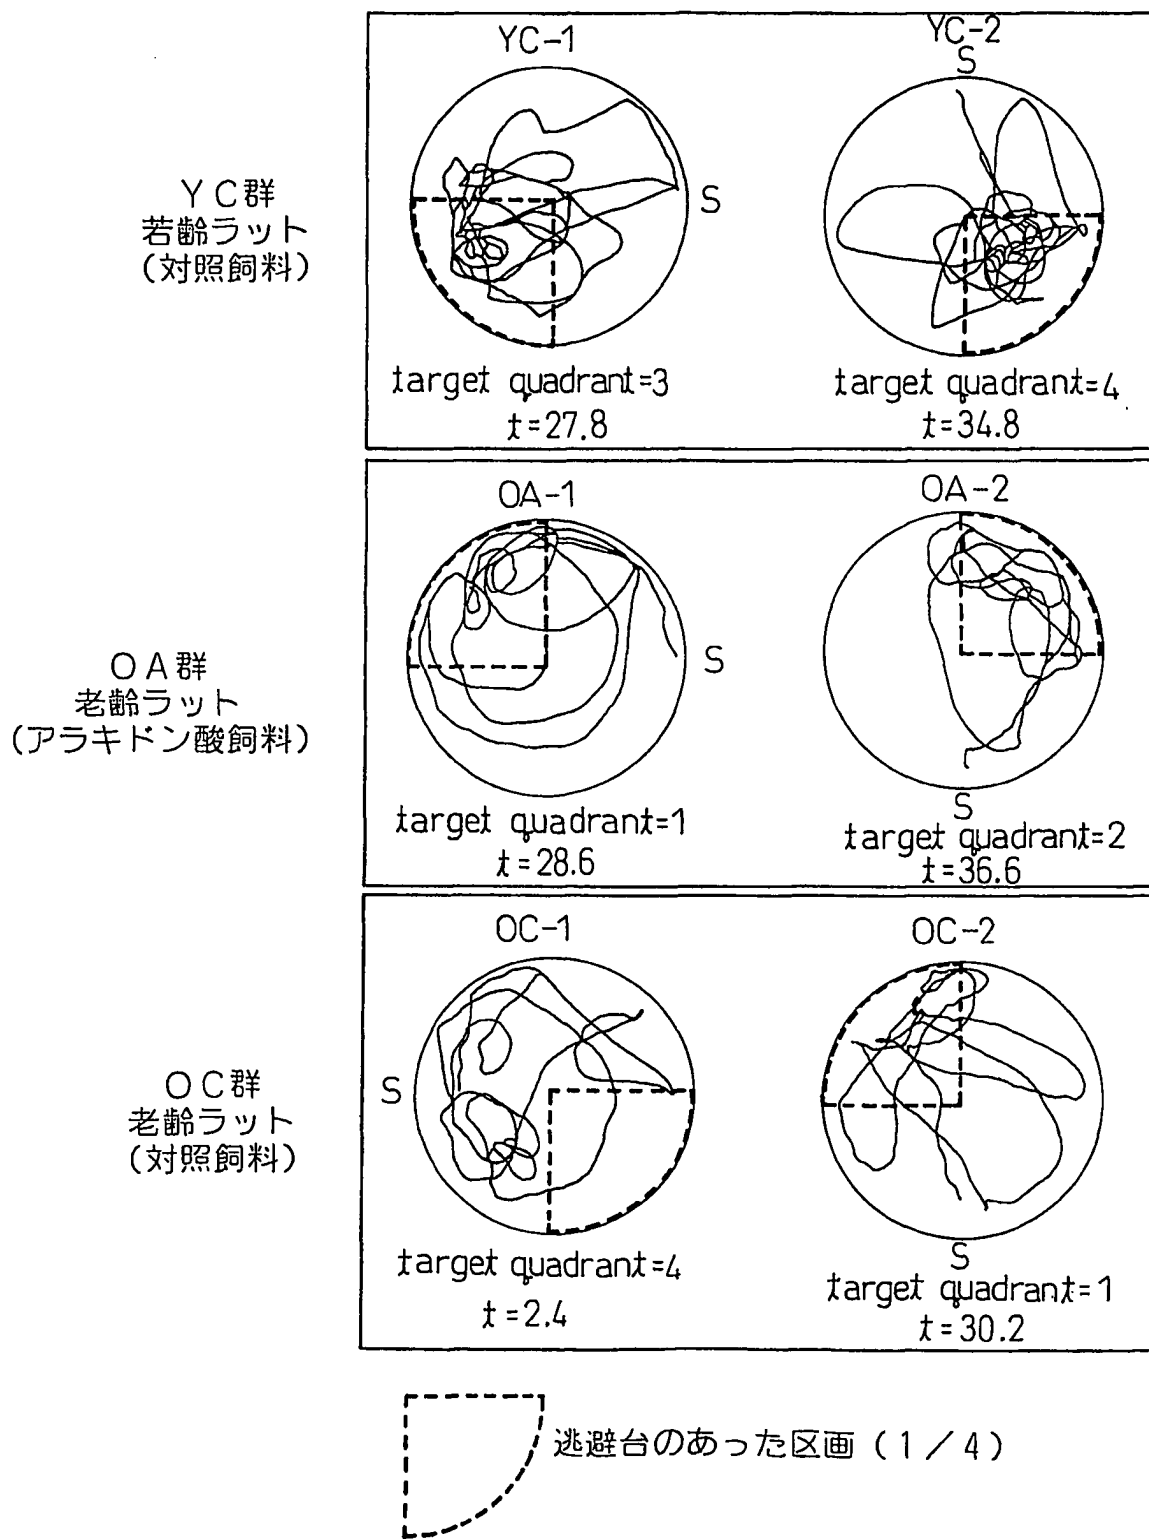 YC-1
YC-2
S
YC群
若齢ラット
(対照飼料)
S
target quadrant=3
t=27.8
target quadrant=4
t=34.8
OA-1
OA-2
OA群
老齢ラット
(アラキドン酸飼料)
S
S
target quadrant=1
t=28.6
target quadrant=2
t=36.6
OC-1
OC-2
OC群
老齢ラット
(対照飼料)
S
S
target quadrant=4
t=2.4
target quadrant=1
t=30.2
逃避台のあった区画(1/4)